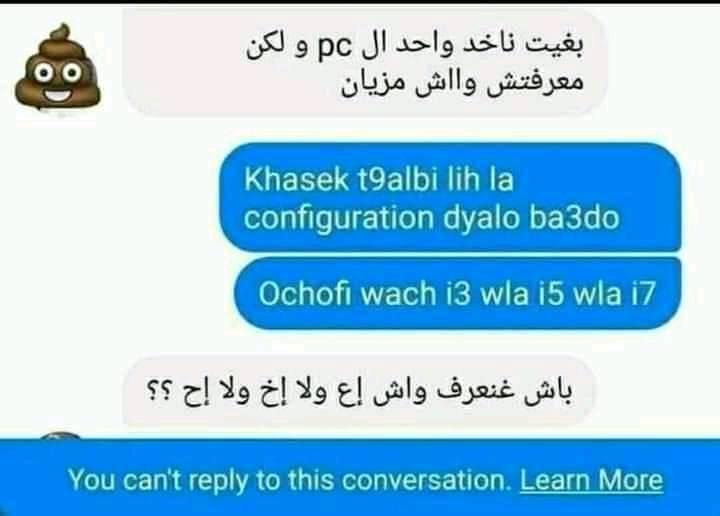 بغيت ناخد واحد ال pc و لكن
معرفتش وااش مزيان
Khasek t9albi lih la
configuration dyalo ba3do
Ochofi wach i3 wla i5 wla i7
باش غنعرف واش إع ولا إخ ولا إح ؟؟
You can't reply to this conversation. Learn More